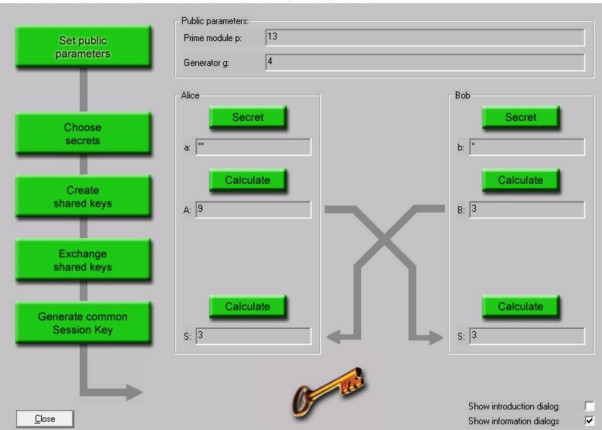 Set public
parameters
Choose
secrets
Create
shared keys
Exchange
shared keys
Generate common
Session Key
Close
Public parameters:
Prime module p: 13
Generator g: 4
Alice
Secret
a: **
Calculate
A: 9
Calculate
S: 3
Bob
Secret
b: *
Calculate
B: 3
Calculate
S: 3
Show introduction dialog
Show information dialogs